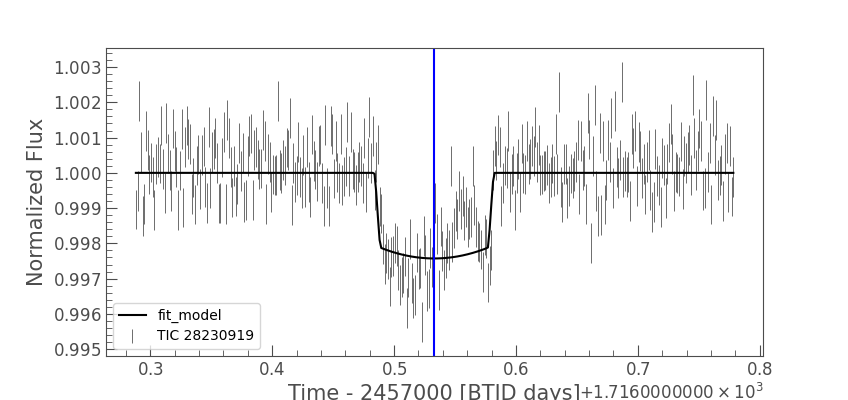 1.003
1.002
1.001
1.000
0.999
0.998
0.997
0.996
0.995
Normalized Flux
fit_model
TIC 28230919
0.3 0.4 0.5 0.6 0.7 0.8
Time - 2457000 [BTJD days] +1.7160000000 × 10³